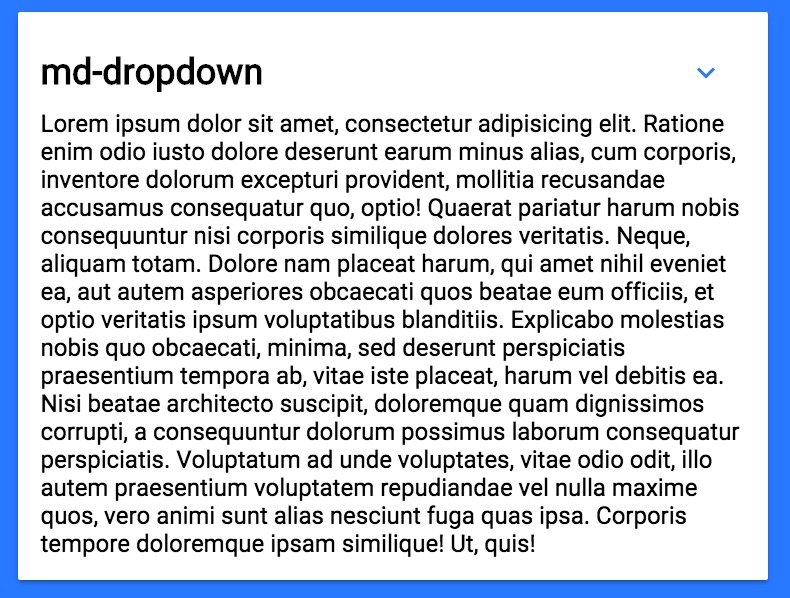 md-dropdown
Lorem ipsum dolor sit amet, consectetur adipisicing elit. Ratione
enim odio iusto dolore deserunt earum minus alias, cum corporis,
inventore dolorum excepturi provident, mollitia recusandae
accusamus consequatur quo, optio! Quaerat pariatur harum nobis
consequuntur nisi corporis similique dolores veritatis. Neque,
aliquam totam. Dolore nam placeat harum, qui amet nihil eveniet
ea, aut autem asperiores obcaecati quos beatae eum officiis, et
optio veritatis ipsum voluptatibus blanditiis. Explicabo molestias
nobis quo obcaecati, minima, sed deserunt perspiciatis
praesentium tempora ab, vitae iste placeat, harum vel debitis ea.
Nisi beatae architecto suscipit, doloremque quam dignissimos
corrupti, a consequuntur dolorum possimus laborum consequatur
perspiciatis. Voluptatum ad unde voluptates, vitae odio odit, illo
autem praesentium voluptatem repudiandae vel nulla maxime
quos, vero animi sunt alias nesciunt fuga quas ipsa. Corporis
tempore doloremque ipsam similique! Ut, quis!